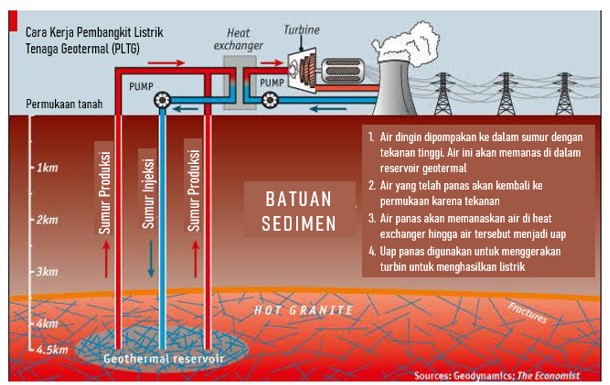 Cara Kerja Pembangkit Listrik
Tenaga Geotermal (PLTG)
Heat
exchanger
Turbine
PUMP
PUMP
Permukaan tanah
1km
2km
3km
4km
4.5km
Sumur Produksi
Sumur Injeksi
Sumur Produksi
BATUAN
SEDIMEN
1. Air dingin dipompakan ke dalam sumur dengan
tekanan tinggi. Air ini akan memanas di dalam
reservoir geotermal
2. Air yang telah panas akan kembali ke
permukaan karena tekanan
3. Air panas akan memanaskan air di heat
exchanger hingga air tersebut menjadi uap
4. Uap panas digunakan untuk menggerakan
turbin untuk menghasilkan listrik
HOT GRANITE
Fractures
Geothermal reservoir
Sources: Geodynamics; The Economist